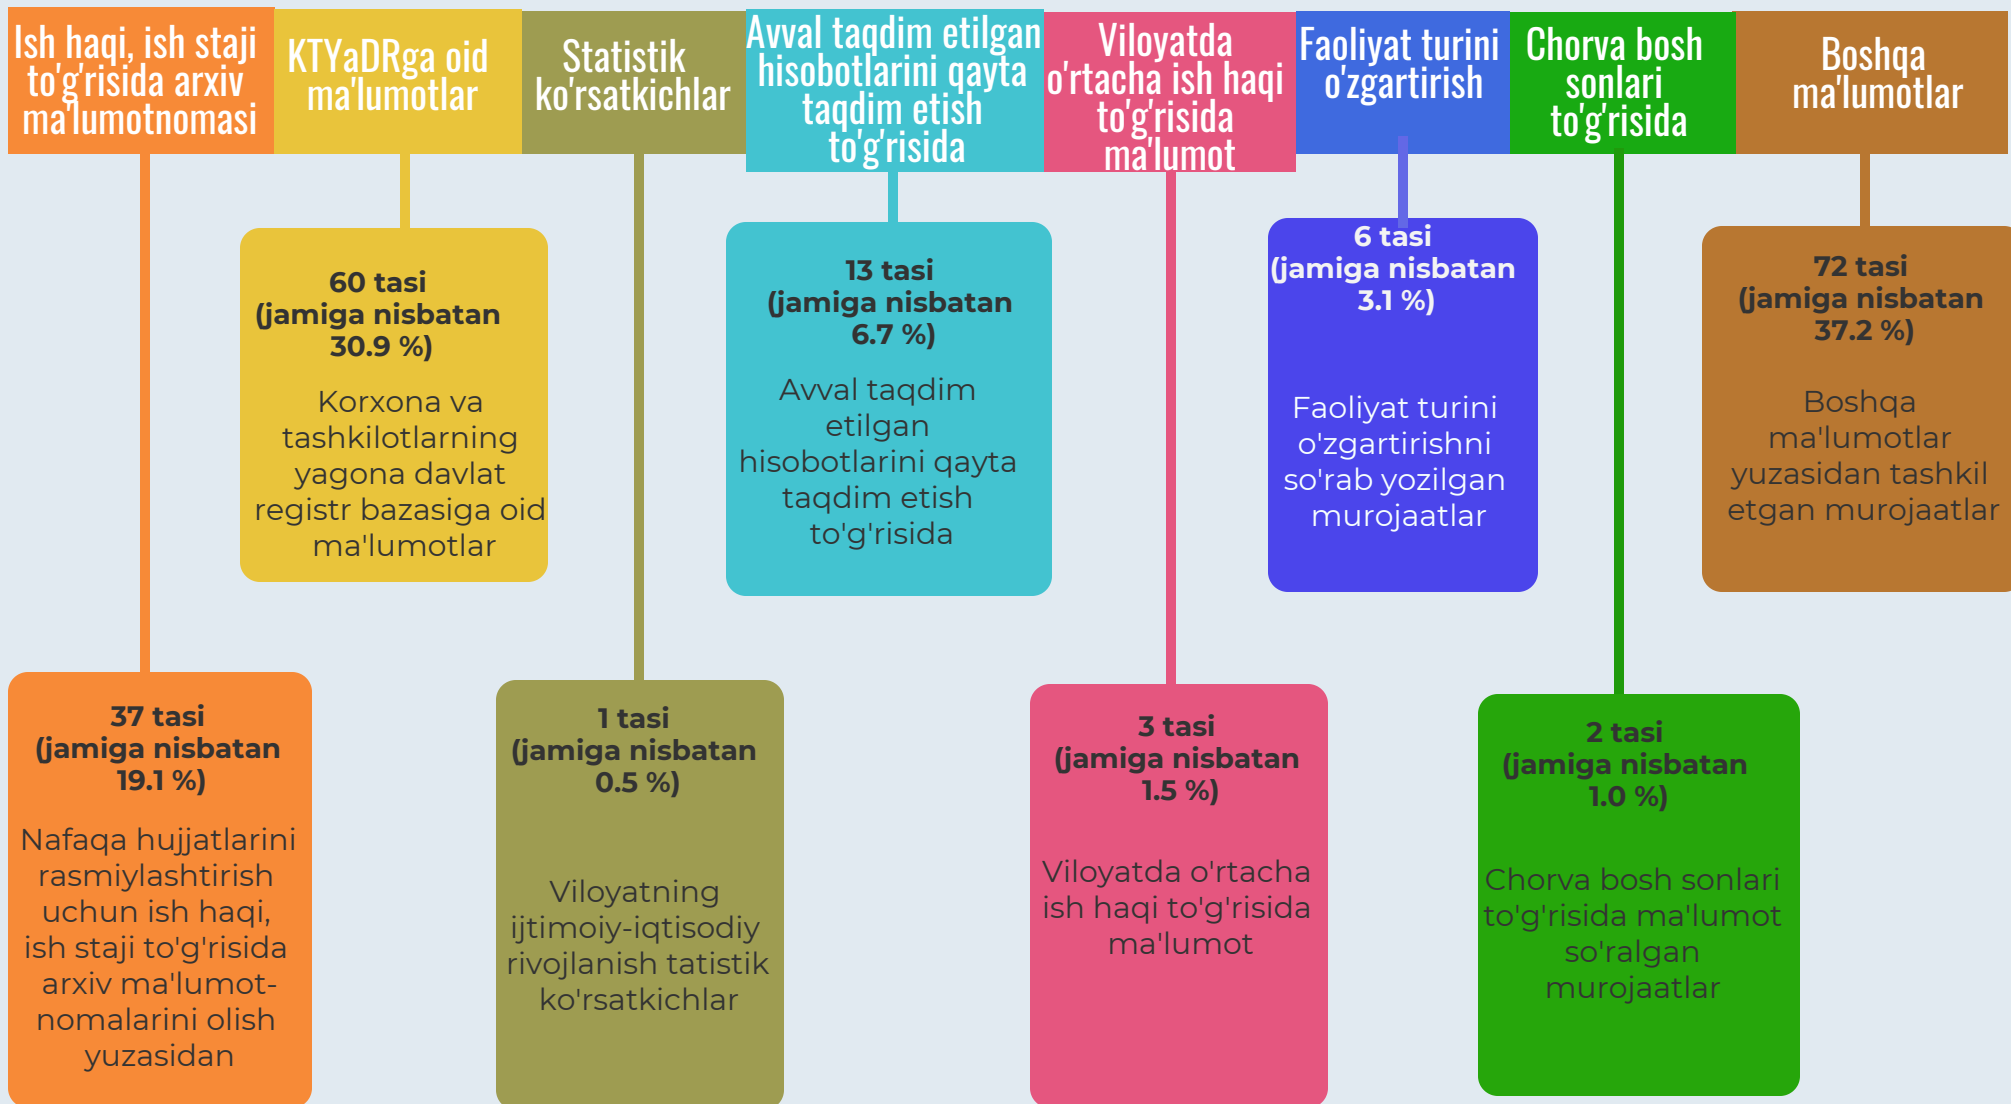 Ish haqi, ish staji
to'g'risida arxiv
ma'lumotnomasi
KTYaDRga oid
ma'lumotlar
Statistik
ko'rsatkichlar
Avval taqdim etilgan
hisobotlarini qayta
taqdim etish
to'g'risida
Viloyatda
o'rtacha ish haqi
to'g'risida
ma'lumot
Faoliyat turini
o'zgartirish
Chorva bosh
sonlari
to'g'risida
Boshqa
ma'lumotlar
60 tasi
(jamiga nisbatan
30.9 %)
Korxona va
tashkilotlarning
yagona davlat
registr bazasiga oid
ma'lumotlar
13 tasi
(jamiga nisbatan
6.7 %)
Avval taqdim
etilgan
hisobotlarini qayta
taqdim etish
to'g'risida
6 tasi
(jamiga nisbatan
3.1 %)
Faoliyat turini
o'zgartirishni
so'rab yozilgan
murojaatlar
72 tasi
(jamiga nisbatan
37.2 %)
Boshqa
ma'lumotlar
yuzasidan tashkil
etgan murojaatlar
37 tasi
(jamiga nisbatan
19.1 %)
Nafaqa hujjatlarini
rasmiylashtirish
uchun ish haqi,
ish staji to'g'risida
arxiv ma'lumot-
nomalarini olish
yuzasidan
1 tasi
(jamiga nisbatan
0.5 %)
Viloyatning
ijtimoiy-iqtisodiy
rivojlanish tatistik
ko'rsatkichlar
3 tasi
(jamiga nisbatan
1.5 %)
Viloyatda o'rtacha
ish haqi to'g'risida
ma'lumot
2 tasi
(jamiga nisbatan
1.0 %)
Chorva bosh sonlari
to'g'risida ma'lumot
so'ralgan
murojaatlar